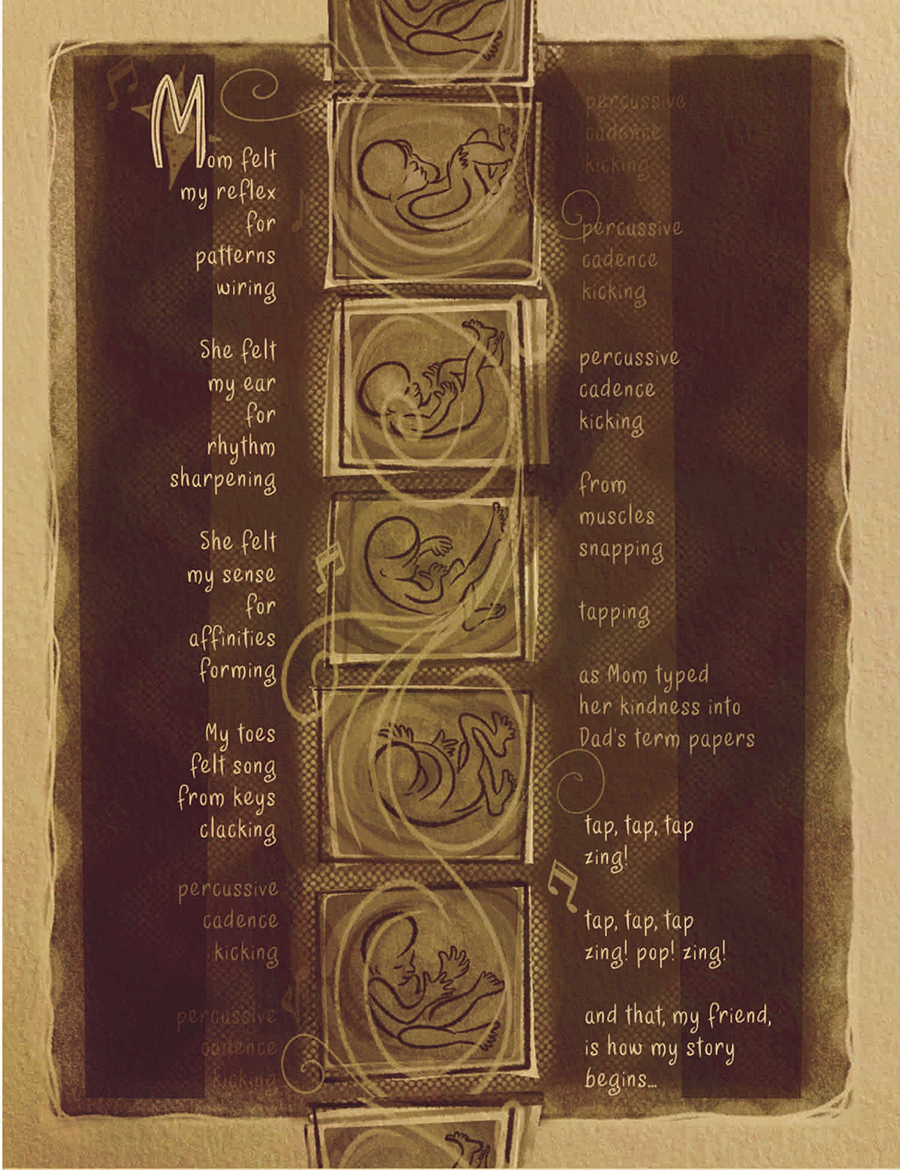 Mom felt
my reflex
for
patterns
wiring
She felt
my ear
for
rhythm
sharpening
She felt
my sense
for
affinities
forming
My toes
felt song
from keys
clacking
percussive
cadence
kicking
percussive
cadence
kicking
percussive
cadence
kicking
percussive
cadence
kicking
percussive
cadence
kicking
from
muscles
snapping
tapping
as Mom typed
her kindness into
Dad's term papers
tap, tap, tap
zing!
tap, tap, tap
zing! pop! zing!
and that, my friend,
is how my story
begins...